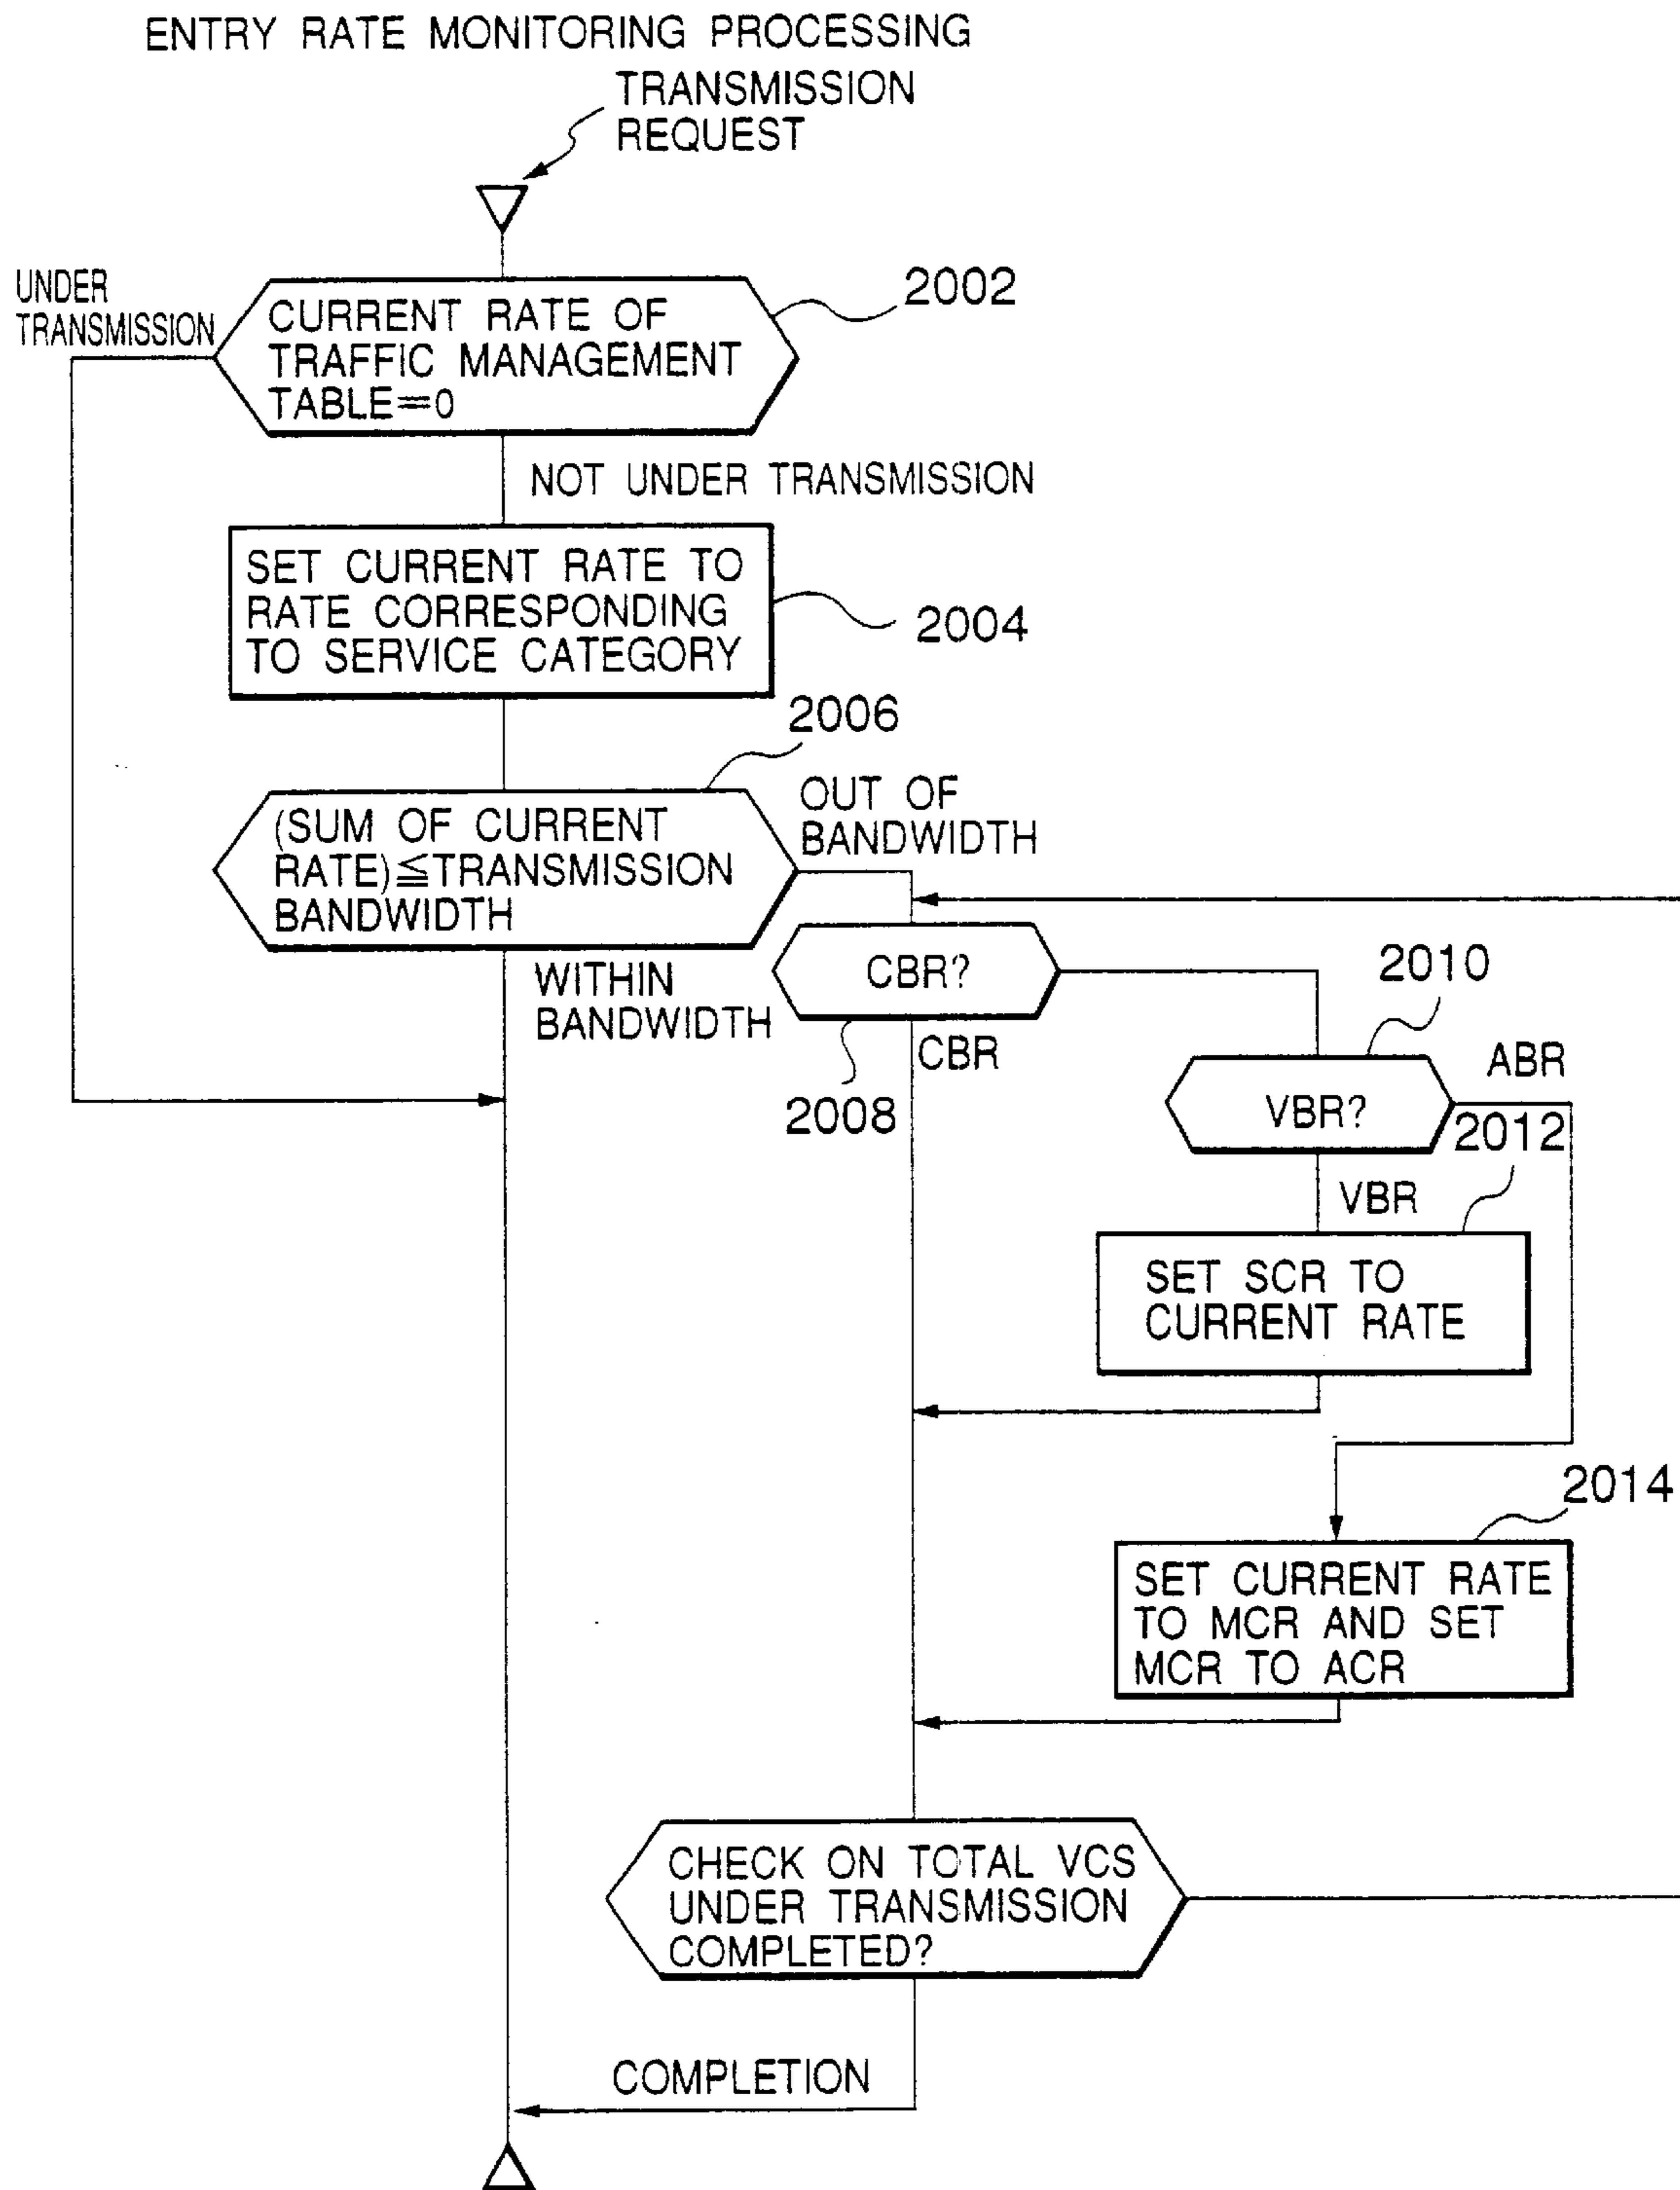 ENTRY RATE MONITORING PROCESSING
TRANSMISSION
REQUEST
UNDER
TRANSMISSION
CURRENT RATE OF
TRAFFIC MANAGEMENT
TABLE=0
2002
NOT UNDER TRANSMISSION
SET CURRENT RATE TO
RATE CORRESPONDING
TO SERVICE CATEGORY
2004
2006
(SUM OF CURRENT
RATE)≦TRANSMISSION
BANDWIDTH
OUT OF
BANDWIDTH
WITHIN
BANDWIDTH
CBR?
CBR
2008
2010
VBR?
ABR
2012
VBR
SET SCR TO
CURRENT RATE
2014
SET CURRENT RATE
TO MCR AND SET
MCR TO ACR
CHECK ON TOTAL VCS
UNDER TRANSMISSION
COMPLETED?
COMPLETION